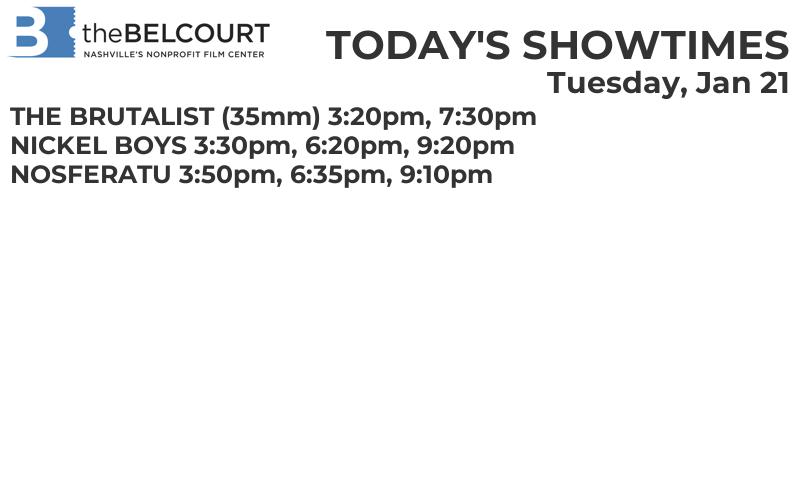 B theBELCOURT
NASHVILLE'S NONPROFIT FILM CENTER
TODAY'S SHOWTIMES
Tuesday, Jan 21
THE BRUTALIST (35mm) 3:20pm, 7:30pm
NICKEL BOYS 3:30pm, 6:20pm, 9:20pm
NOSFERATU 3:50pm, 6:35pm, 9:10pm